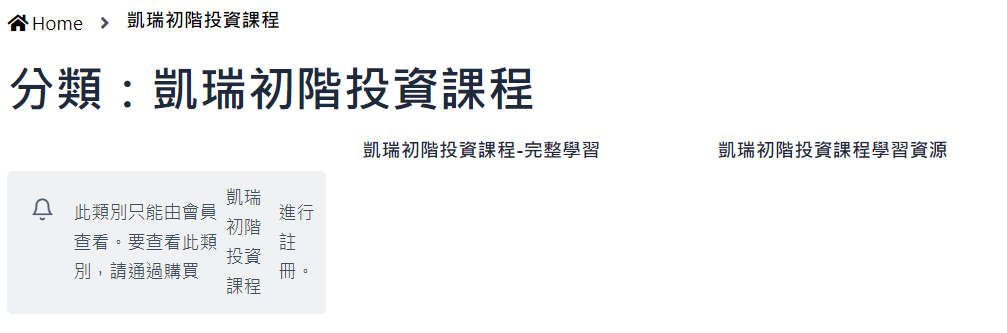 Home > 凱瑞初階投資課程
分類：凱瑞初階投資課程
凱瑞初階投資課程-完整學習
凱瑞初階投資課程學習資源
此類別只能由會員
查看。要查看此類
別，請通過購買
凱瑞
初階
投資
課程
進行
註
冊。